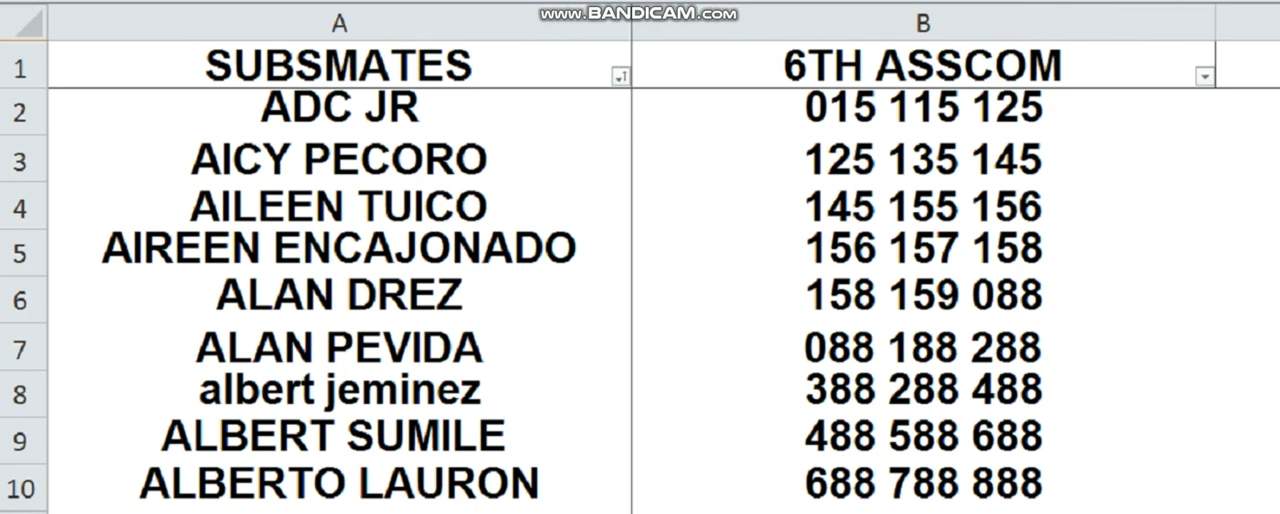 www.BANDICAM.com
A B
1 SUBSMATES 6TH ASSCOM
2 ADC JR 015 115 125
3 AICY PECORO 125 135 145
4 AILEEN TUICO 145 155 156
5 AIREEN ENCAJONADO 156 157 158
6 ALAN DREZ 158 159 088
7 ALAN PEVIDA 088 188 288
8 albert jeminez 388 288 488
9 ALBERT SUMILE 488 588 688
10 ALBERTO LAURON 688 788 888